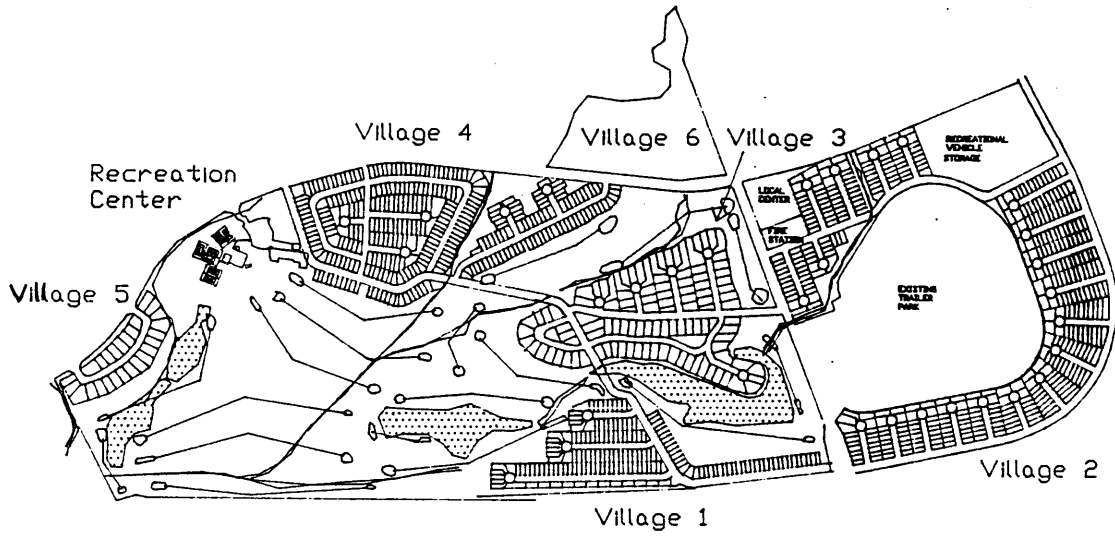 Village 4
Village 6
Village 3
RECREATIONAL
VEHICLE
STORAGE
Recreation
Center
LOCAL
CENTER
FIRE
STATION
Village 5
EXISTING
TRAILER
PARK
Village 2
Village 1